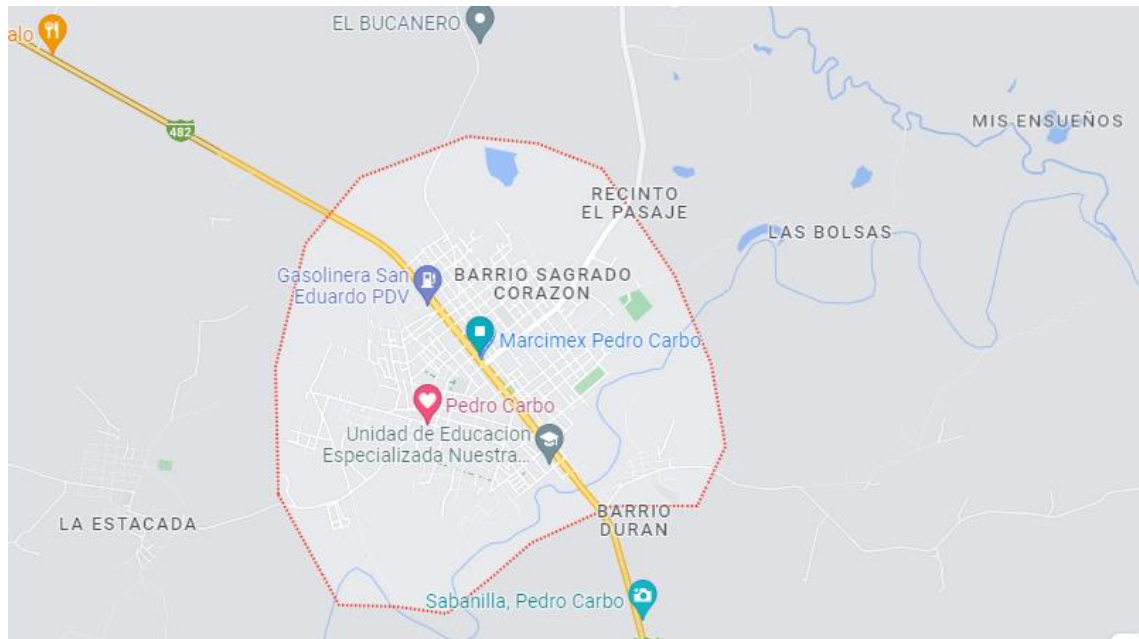 EL BUCANERO
alo
482
MIS ENSUEÑOS
RECINTO
EL PASAJE
LAS BOLSAS
Gasolinera San
Eduardo PDV
BARRIO SAGRADO
CORAZON
Marcimex Pedro Carbo
Pedro Carbo
Unidad de Educacion
Especializada Nuestra...
LA ESTACADA
BARRIO
DURAN
Sabanilla, Pedro Carbo